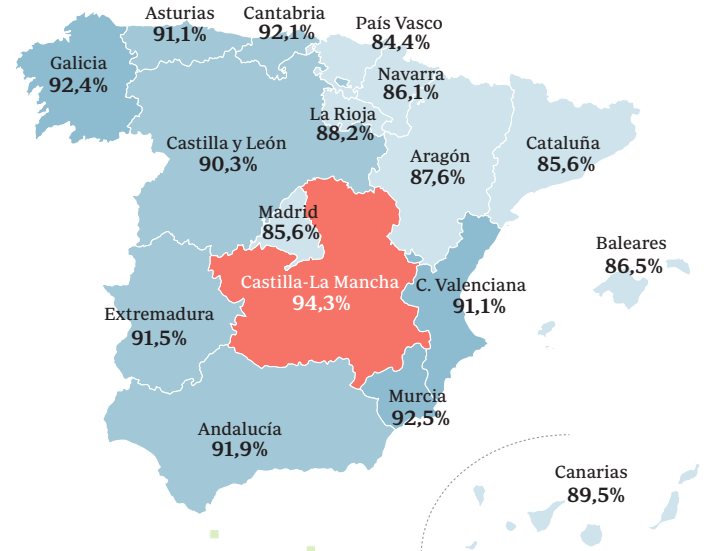 Asturias
91,1%
Cantabria
92,1%
País Vasco
84,4%
Galicia
92,4%
Navarra
86,1%
La Rioja
88,2%
Castilla y León
90,3%
Aragón
87,6%
Cataluña
85,6%
Madrid
85,6%
Baleares
86,5%
Castilla-La Mancha
94,3%
C. Valenciana
91,1%
Extremadura
91,5%
Murcia
92,5%
Andalucía
91,9%
Canarias
89,5%